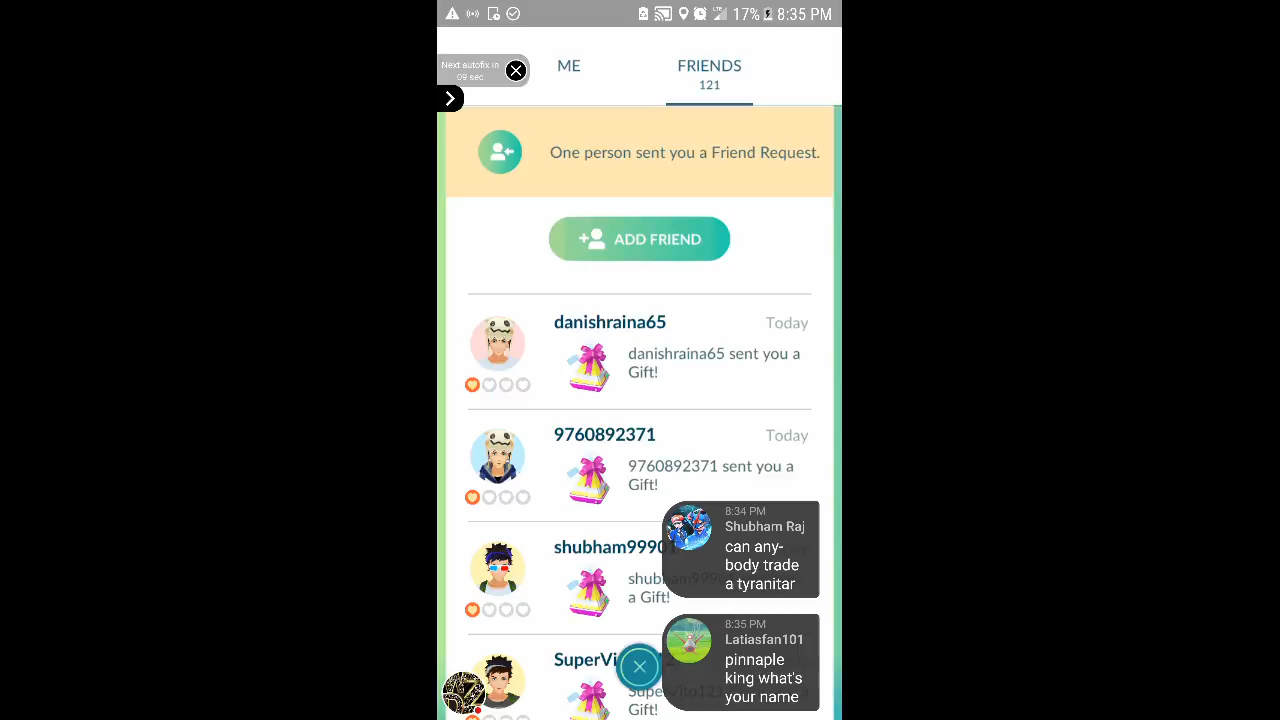 17% 8:35 PM
Next autofix in
09 sec
ME
FRIENDS
121
One person sent you a Friend Request.
ADD FRIEND
danishraina65
Today
danishraina65 sent you a
Gift!
9760892371
Today
9760892371 sent you a
Gift!
shubham99901
a Gift!
Gift!
8:34 PM
Shubham Raj
can any-
body trade
a tyranitar
8:35 PM
Latiasfan101
pinnaple
king what's
your name